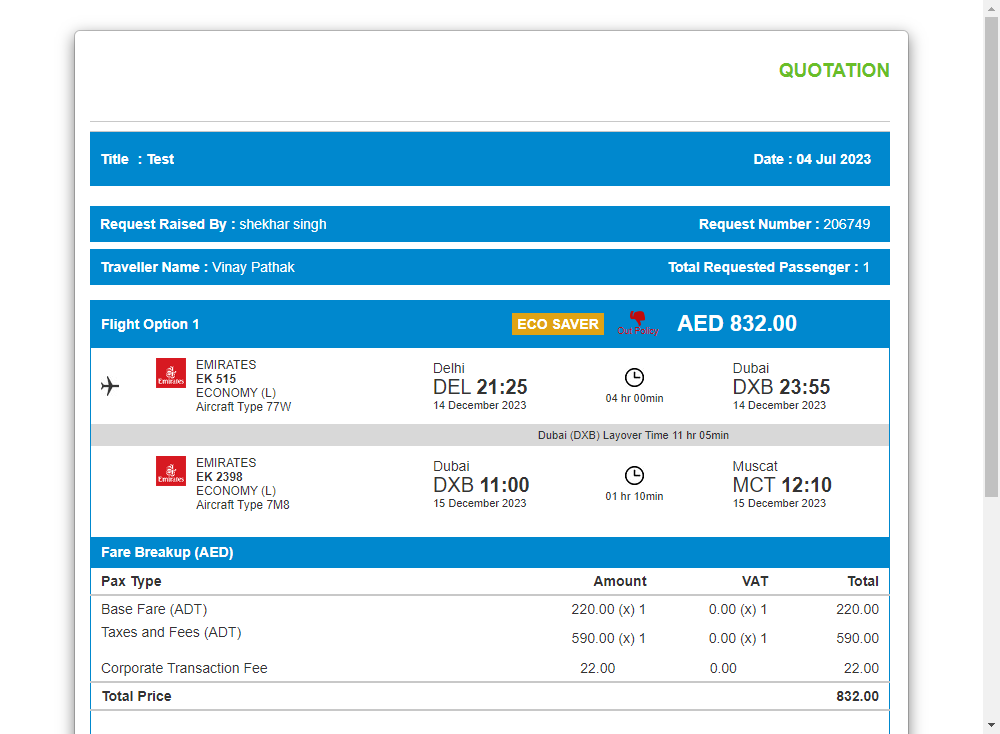 QUOTATION
Title : Test Date : 04 Jul 2023
Request Raised By : shekhar singh Request Number : 206749
Traveller Name : Vinay Pathak Total Requested Passenger : 1
Flight Option 1 ECO SAVER Out Policy AED 832.00
Emirates
EMIRATES
EK 515
ECONOMY (L)
Aircraft Type 77W
Delhi
DEL 21:25
14 December 2023
04 hr 00min
Dubai
DXB 23:55
14 December 2023
Dubai (DXB) Layover Time 11 hr 05min
Emirates
EMIRATES
EK 2398
ECONOMY (L)
Aircraft Type 7M8
Dubai
DXB 11:00
15 December 2023
01 hr 10min
Muscat
MCT 12:10
15 December 2023
Fare Breakup (AED)
Pax Type Amount VAT Total
Base Fare (ADT) 220.00 (x) 1 0.00 (x) 1 220.00
Taxes and Fees (ADT) 590.00 (x) 1 0.00 (x) 1 590.00
Corporate Transaction Fee 22.00 0.00 22.00
Total Price 832.00